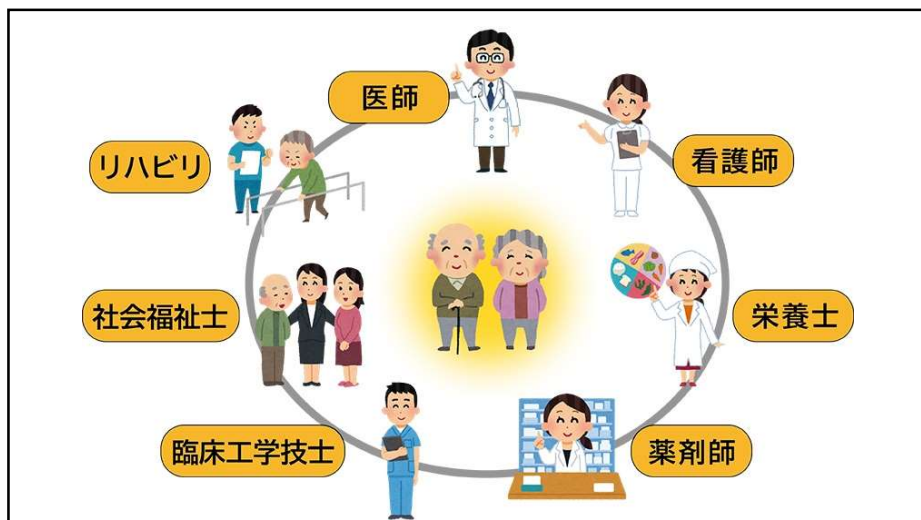 医師
看護師
リハビリ
栄養士
社会福祉士
薬剤師
臨床工学技士